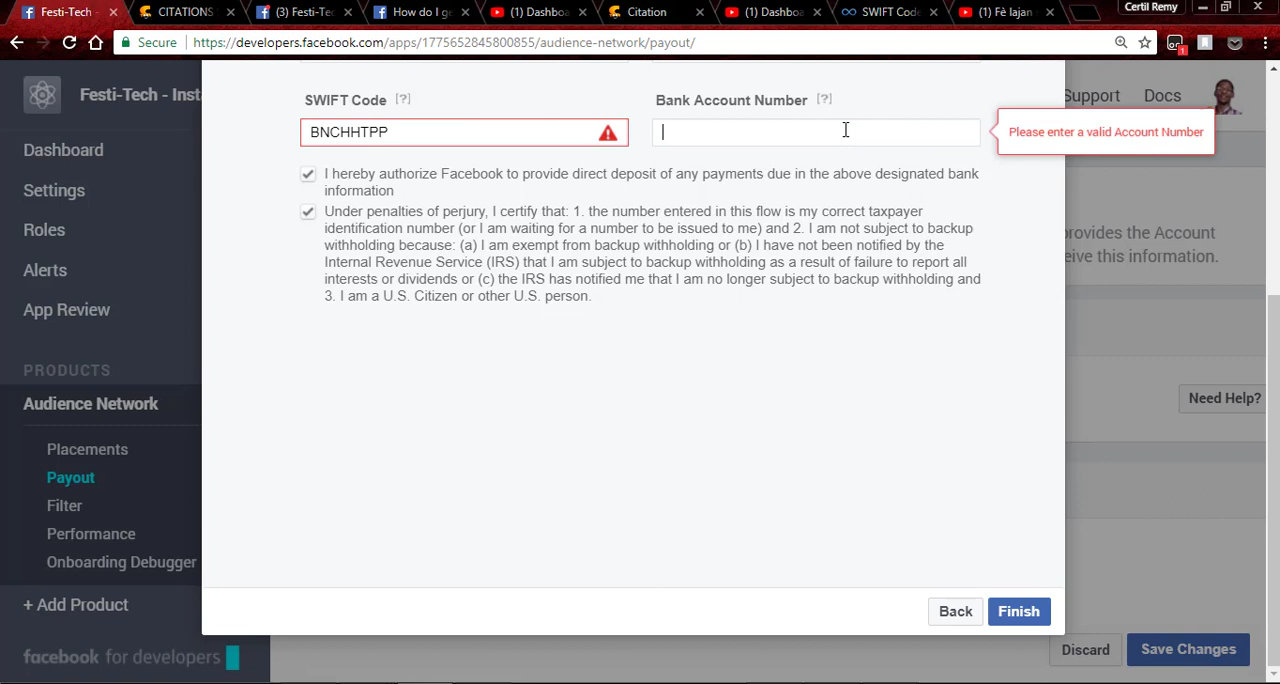 Festi-Tech
CITATIONS
(3) Festi-Tec
How do I ge
(1) Dashboa
Citation
(1) Dashboa
SWIFT Code
(1) Fè lajan
Certil Remy
Secure
https://developers.facebook.com/apps/1775652845800855/audience-network/payout/
1
Festi-Tech - Insta
Support
Docs
Dashboard
Settings
Roles
Alerts
App Review
PRODUCTS
Audience Network
Placements
Payout
Filter
Performance
Onboarding Debugger
+ Add Product
facebook for developers
SWIFT Code [?]
Bank Account Number [?]
BNCHHTPP
Please enter a valid Account Number
I hereby authorize Facebook to provide direct deposit of any payments due in the above designated bank
information
Under penalties of perjury, I certify that: 1. the number entered in this flow is my correct taxpayer
identification number (or I am waiting for a number to be issued to me) and 2. I am not subject to backup
withholding because: (a) I am exempt from backup withholding or (b) I have not been notified by the
Internal Revenue Service (IRS) that I am subject to backup withholding as a result of failure to report all
interests or dividends or (c) the IRS has notified me that I am no longer subject to backup withholding and
3. I am a U.S. Citizen or other U.S. person.
provides the Account
eive this information.
Need Help?
Back
Finish
Discard
Save Changes